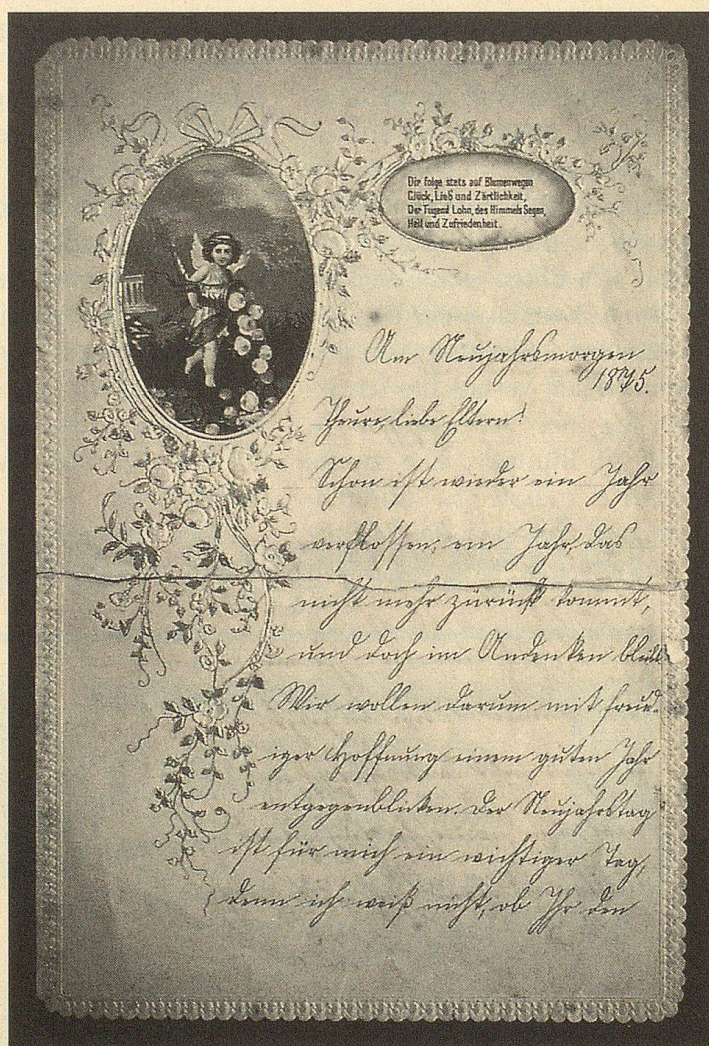 Dir folge stets auf Blumenwegen
Glück, Lieb und Zärtlichkeit,
Der Tugend Lohn, des Himmels Segen,
Heil und Zufriedenheit.
Am Neujahrsmorgen
1875.
Theure, liebe Eltern!
Schon ist wieder ein Jahr
verflossen, ein Jahr, das
nicht mehr zurück kommt,
und doch im Andenken bleibt.
Wir wollen darum mit freud-
iger Hoffnung einem guten Jahr
entgegenblicken. Der Neujahrstag
ist für mich ein wichtiger Tag,
denn ich weiß nicht, ob Ihr den